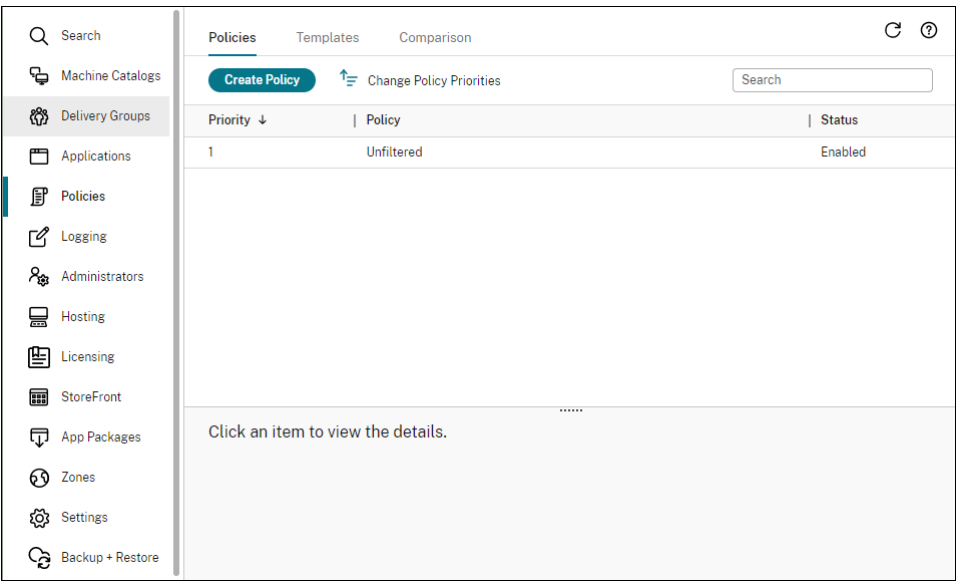 Search
Machine Catalogs
Delivery Groups
Applications
Policies
Logging
Administrators
Hosting
Licensing
StoreFront
App Packages
Zones
Settings
Backup + Restore
Policies Templates Comparison
Create Policy Change Policy Priorities Search
Priority ↓ | Policy | Status
1 Unfiltered Enabled
Click an item to view the details.